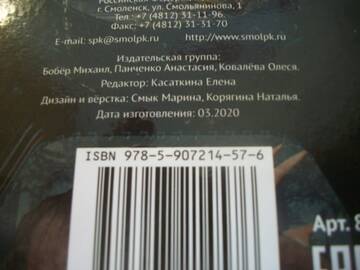 г. Смоленск, ул. Смольянинова, 1
Тел.: +7 (4812) 31-11-96.
Факс: +7 (4812) 31-31-70
E-mail: spk@smolpk.ru http://www.smolpk.ru
Издательская группа:
Бобёр Михаил, Панченко Анастасия, Ковалёва Олеся.
Редактор: Касаткина Елена
Дизайн и вёрстка: Смык Марина, Корягина Наталья.
Дата изготовления: 03.2020
ISBN 978-5-907214-57-6
Арт.